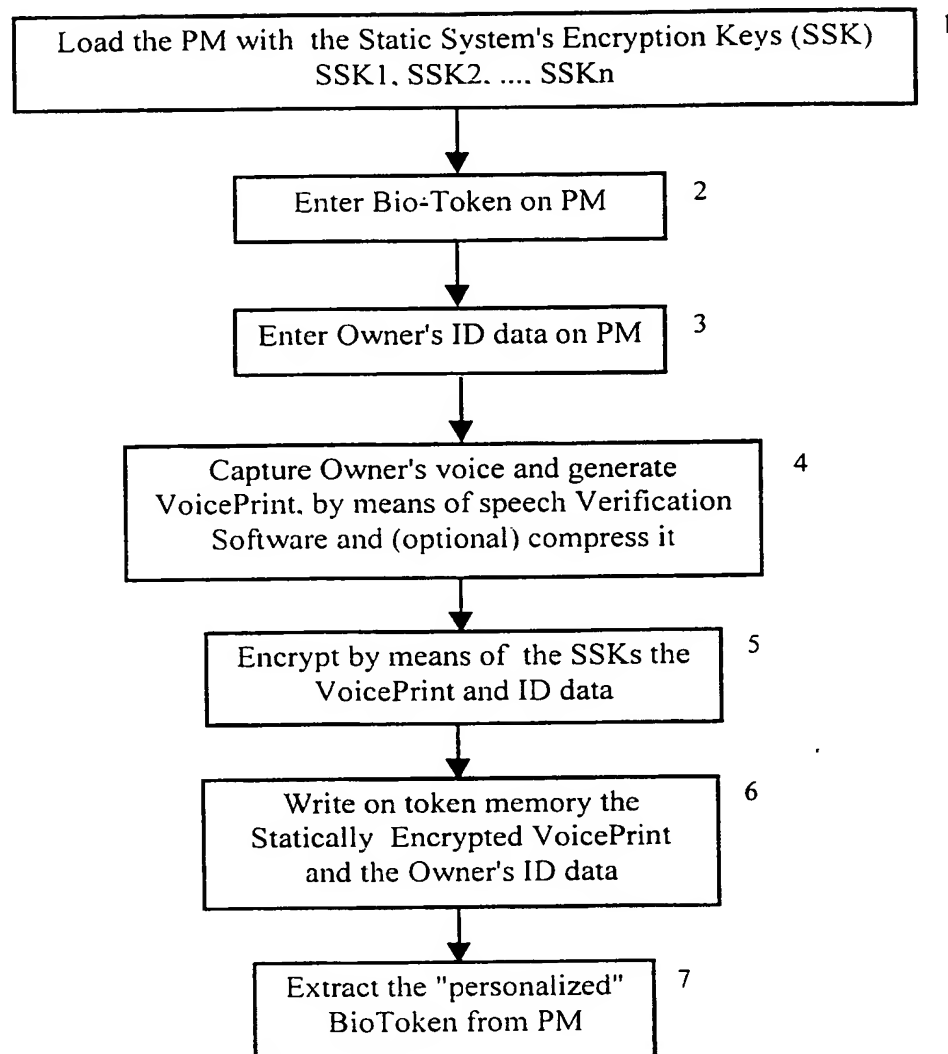 1
Load the PM with the Static System's Encryption Keys (SSK)
SSK1, SSK2, ...., SSKn
Enter Bio-Token on PM
2
Enter Owner's ID data on PM
3
Capture Owner's voice and generate
4
VoicePrint, by means of speech Verification
Software and (optional) compress it
Encrypt by means of the SSKs the
5
VoicePrint and ID data
Write on token memory the
6
Statically Encrypted VoicePrint
and the Owner's ID data
Extract the "personalized"
7
BioToken from PM